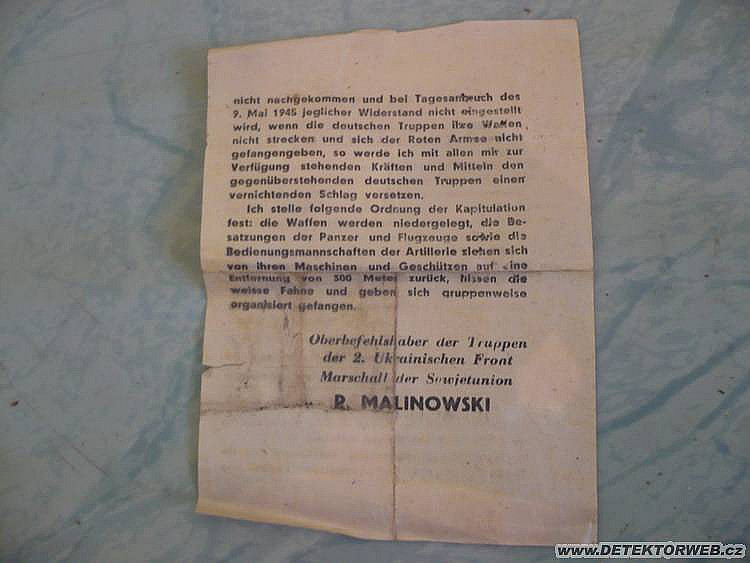 nicht nachgekommen und bei Tagesanbuch des
9. Mai 1945 jeglicher Widerstand nicht eingestellt
wird, wenn die deutschen Truppen ihre Waffen
nicht strecken und sich der Roten Armee nicht
gefangengeben, so werde ich mit allen mir zur
Verfügung stehenden Kräften und Mitteln den
gegenüberstehenden deutschen Truppen einen
vernichtenden Schlag versetzen.
Ich stelle folgende Ordnung der Kapitulation
fest: die Waffen werden niedergelegt, die Be-
satzungen der Panzer und Flugzeuge sowie die
Bedienungsmannschaften der Artillerie ziehen sich
von ihren Maschinen und Geschützen auf eine
Entfernung von 500 Meter zurück, hissen die
weisse Fahne und geben sich gruppenweise
organisiert gefangen.
Oberbefehlshaber der Truppen
der 2. Ukrainischen Front
Marschall der Sowjetunion
R. MALINOWSKI
www.DETEKTORWEB.cz